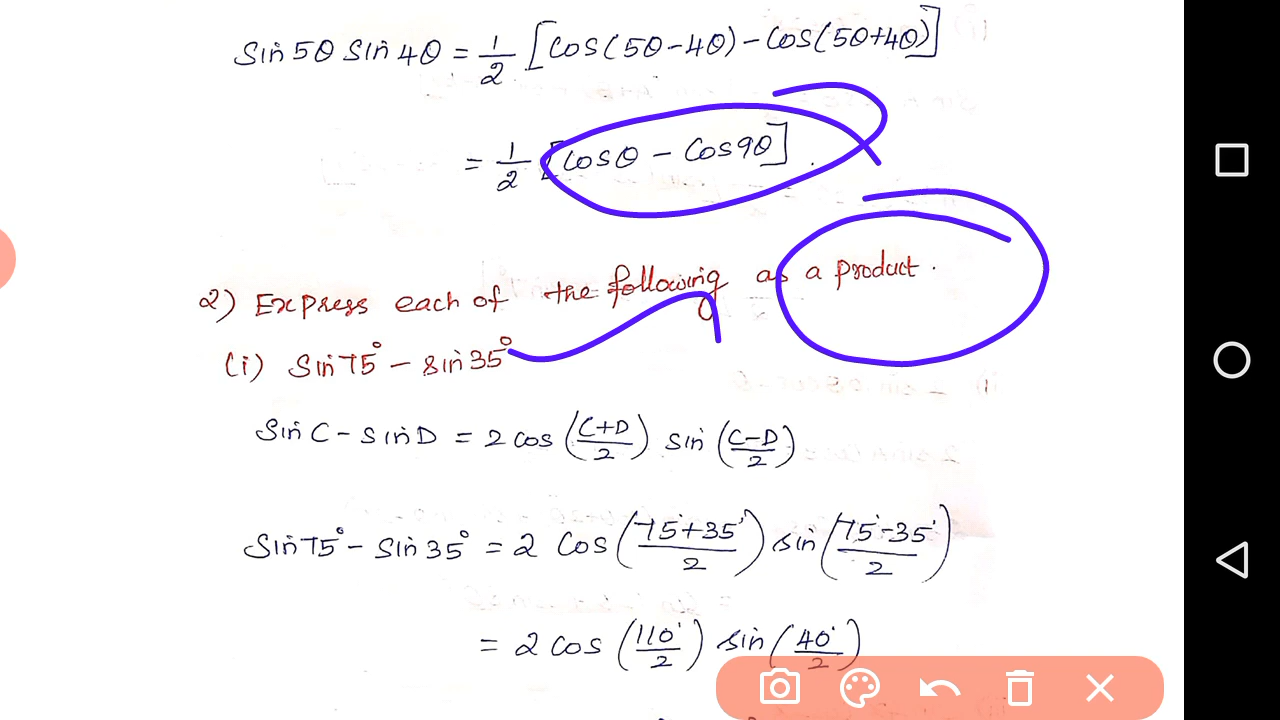 Sin 5θ Sin 4θ = 1/2 [Cos(5θ-4θ) - Cos(5θ+4θ)]
= 1/2 [Cosθ - Cos9θ].
2) Express each of the following as a product.
(i) Sin75° - Sin35°
Sin C - Sin D = 2 cos (C+D/2) sin (C-D/2)
Sin75° - Sin35° = 2 Cos (75°+35°/2) sin (75°-35°/2)
= 2 cos (110°/2) sin (40°/2)